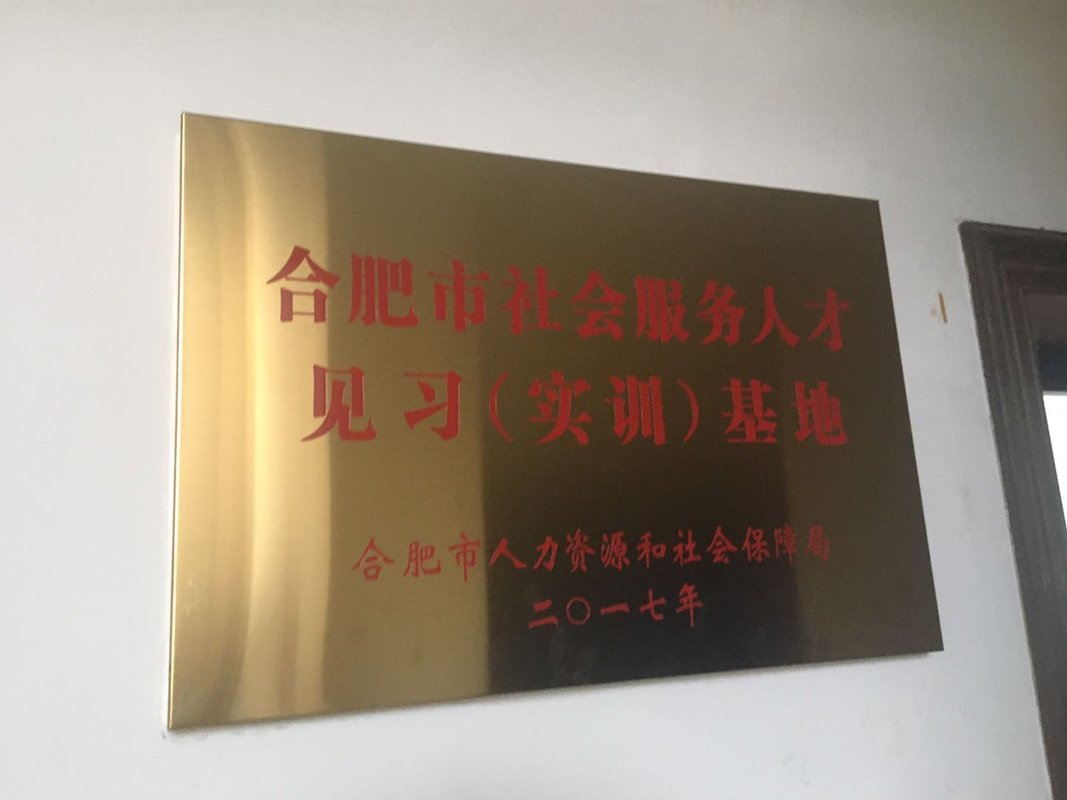 合肥市社会服务人才
见习(实训)基地
合肥市人力资源和社会保障局
二〇一七年